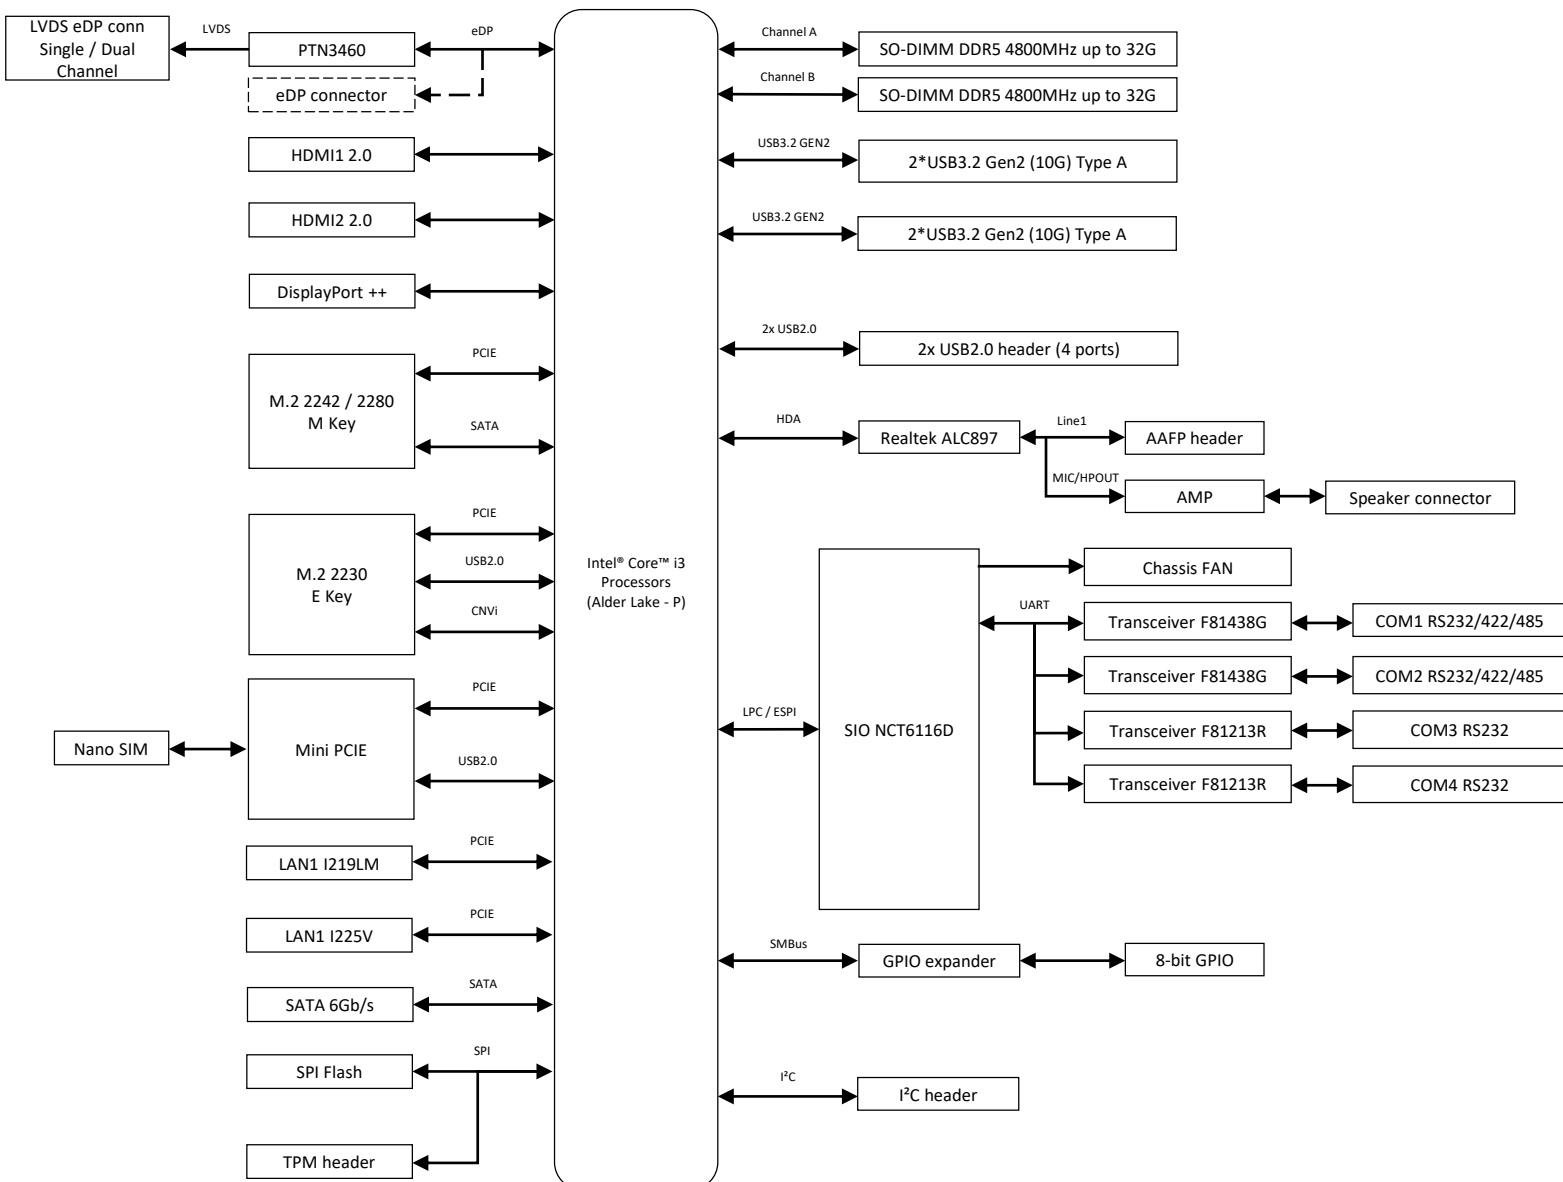 LVDS eDP conn
Single / Dual
Channel
LVDS
PTN3460
eDP
eDP connector
HDMI1 2.0
HDMI2 2.0
DisplayPort ++
M.2 2242 / 2280
M Key
PCIE
SATA
M.2 2230
E Key
PCIE
USB2.0
CNVi
Nano SIM
Mini PCIE
PCIE
USB2.0
LAN1 I219LM
PCIE
LAN1 I225V
PCIE
SATA 6Gb/s
SATA
SPI Flash
SPI
TPM header
Intel® Core™ i3
Processors
(Alder Lake - P)
Channel A
SO-DIMM DDR5 4800MHz up to 32G
Channel B
SO-DIMM DDR5 4800MHz up to 32G
USB3.2 GEN2
2*USB3.2 Gen2 (10G) Type A
USB3.2 GEN2
2*USB3.2 Gen2 (10G) Type A
2x USB2.0
2x USB2.0 header (4 ports)
HDA
Realtek ALC897
Line1
AAFP header
MIC/HPOUT
AMP
Speaker connector
LPC / ESPI
SIO NCT6116D
Chassis FAN
UART
Transceiver F81438G
COM1 RS232/422/485
Transceiver F81438G
COM2 RS232/422/485
Transceiver F81213R
COM3 RS232
Transceiver F81213R
COM4 RS232
SMBus
GPIO expander
8-bit GPIO
I²C
I²C header